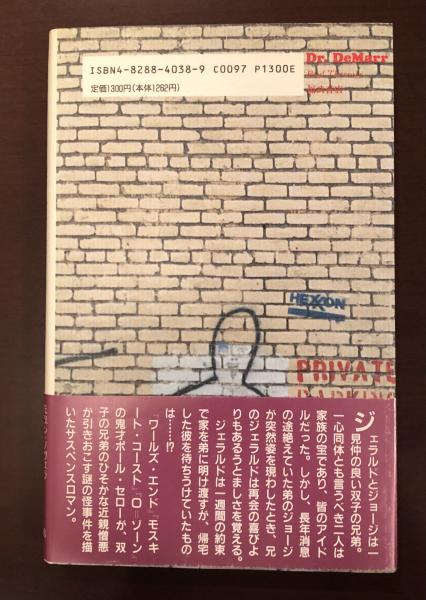 ISBN4-8288-4038-9 C0097 P1300E
定価1300円(本体1262円)
Dr. DeMarr
Paul Theroux
HEXXON
PRIVATE
PARKING
ジェラルドとジョージは一
見仲の良い双子の兄弟。
一心同体とも言うべき二人は
家族の宝であり、皆のアイド
ルだった。しかし、長年消息
の途絶えていた弟のジョージ
が突然姿を現わしたとき、兄
のジェラルドは再会の喜びよ
りもあるうとましさを覚える。
ジェラルドは一週間の約束
で家を弟に明け渡すが、帰宅
した彼を待ちうけていたもの
は……!?
『ワールズ・エンド』『モスキ
ート・コースト』『O=ゾーン』
の鬼才ポール・セローが、双
子の兄弟のひそかな近親憎悪
が引きおこす謎の怪事件を描
いたサスペンスロマン。